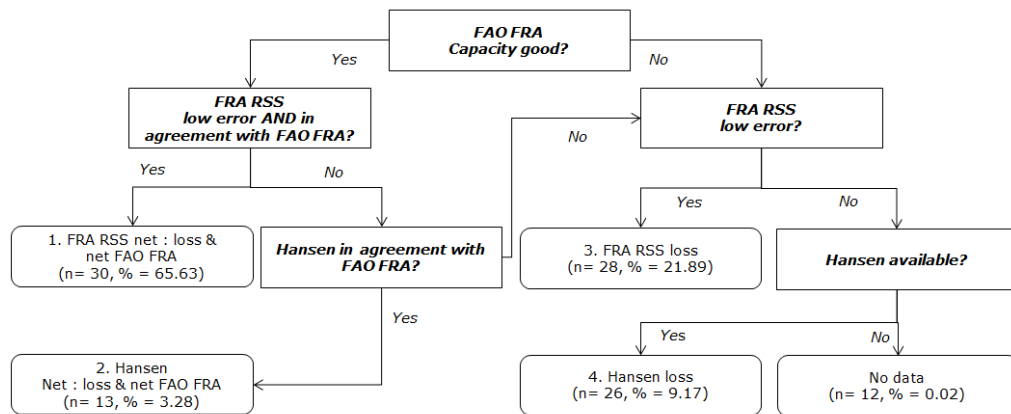 FAO FRA
Capacity good?
Yes
No
FRA RSS
low error AND in
agreement with FAO FRA?
FRA RSS
low error?
No
Yes
No
Yes
No
1. FRA RSS net : loss &
net FAO FRA
(n= 30, % = 65.63)
Hansen in agreement with
FAO FRA?
3. FRA RSS loss
(n= 28, % = 21.89)
Hansen available?
Yes
Yes
No
2. Hansen
Net : loss & net FAO FRA
(n= 13, % = 3.28)
4. Hansen loss
(n= 26, % = 9.17)
No data
(n= 12, % = 0.02)